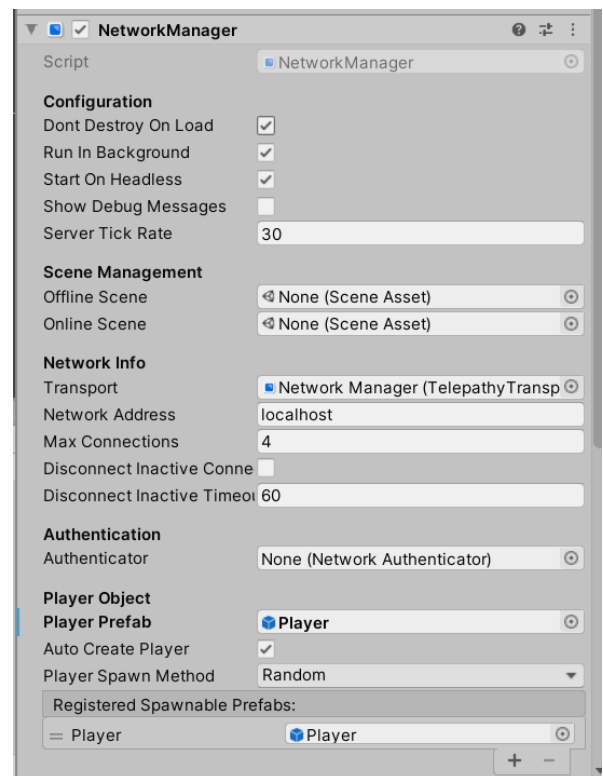 NetworkManager
Script NetworkManager
Configuration
Dont Destroy On Load
Run In Background
Start On Headless
Show Debug Messages
Server Tick Rate 30
Scene Management
Offline Scene None (Scene Asset)
Online Scene None (Scene Asset)
Network Info
Transport Network Manager (TelepathyTransp
Network Address localhost
Max Connections 4
Disconnect Inactive Conne
Disconnect Inactive Timeou 60
Authentication
Authenticator None (Network Authenticator)
Player Object
Player Prefab Player
Auto Create Player
Player Spawn Method Random
Registered Spawnable Prefabs:
= Player Player
+ −